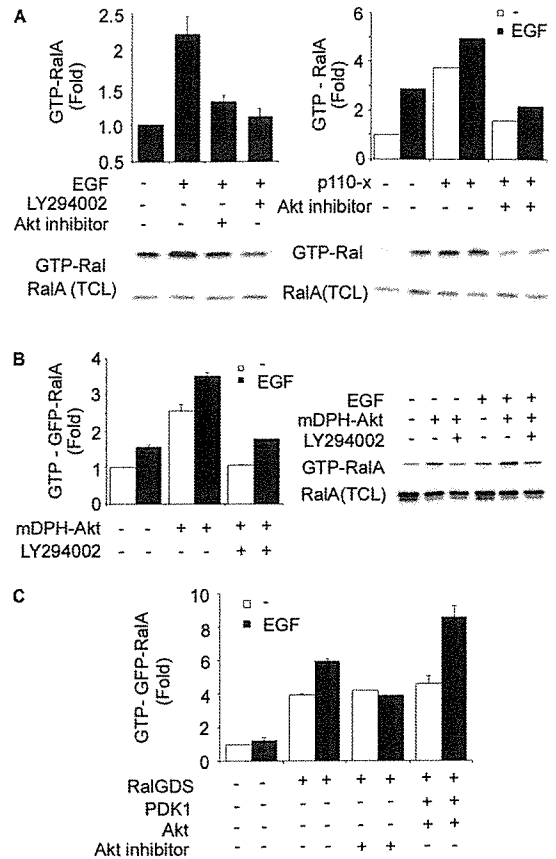 A
GTP-RalA
(Fold)
2.5
2.0
1.5
1.0
0.5
EGF - + + +
LY294002 - - - +
Akt inhibitor - - + -
GTP-Ral
RalA (TCL)
GTP - RalA
(Fold)
6
4
2
0
-
EGF
p110-x - - + + + +
Akt inhibitor - - - - + +
GTP-Ral
RalA(TCL)
B
GTP - GFP-RalA
(Fold)
4
3
2
1
0
-
EGF
mDPH-Akt - - + + + +
LY294002 - - - - + +
EGF - - - + + +
mDPH-Akt - + + - + +
LY294002 - - + - - +
GTP-RalA
RalA(TCL)
C
GTP- GFP-RalA
(Fold)
10
8
6
4
2
0
-
EGF
RalGDS - - + + + + + +
PDK1 - - - - - - + +
Akt - - - - - - + +
Akt inhibitor - - - - + + - -